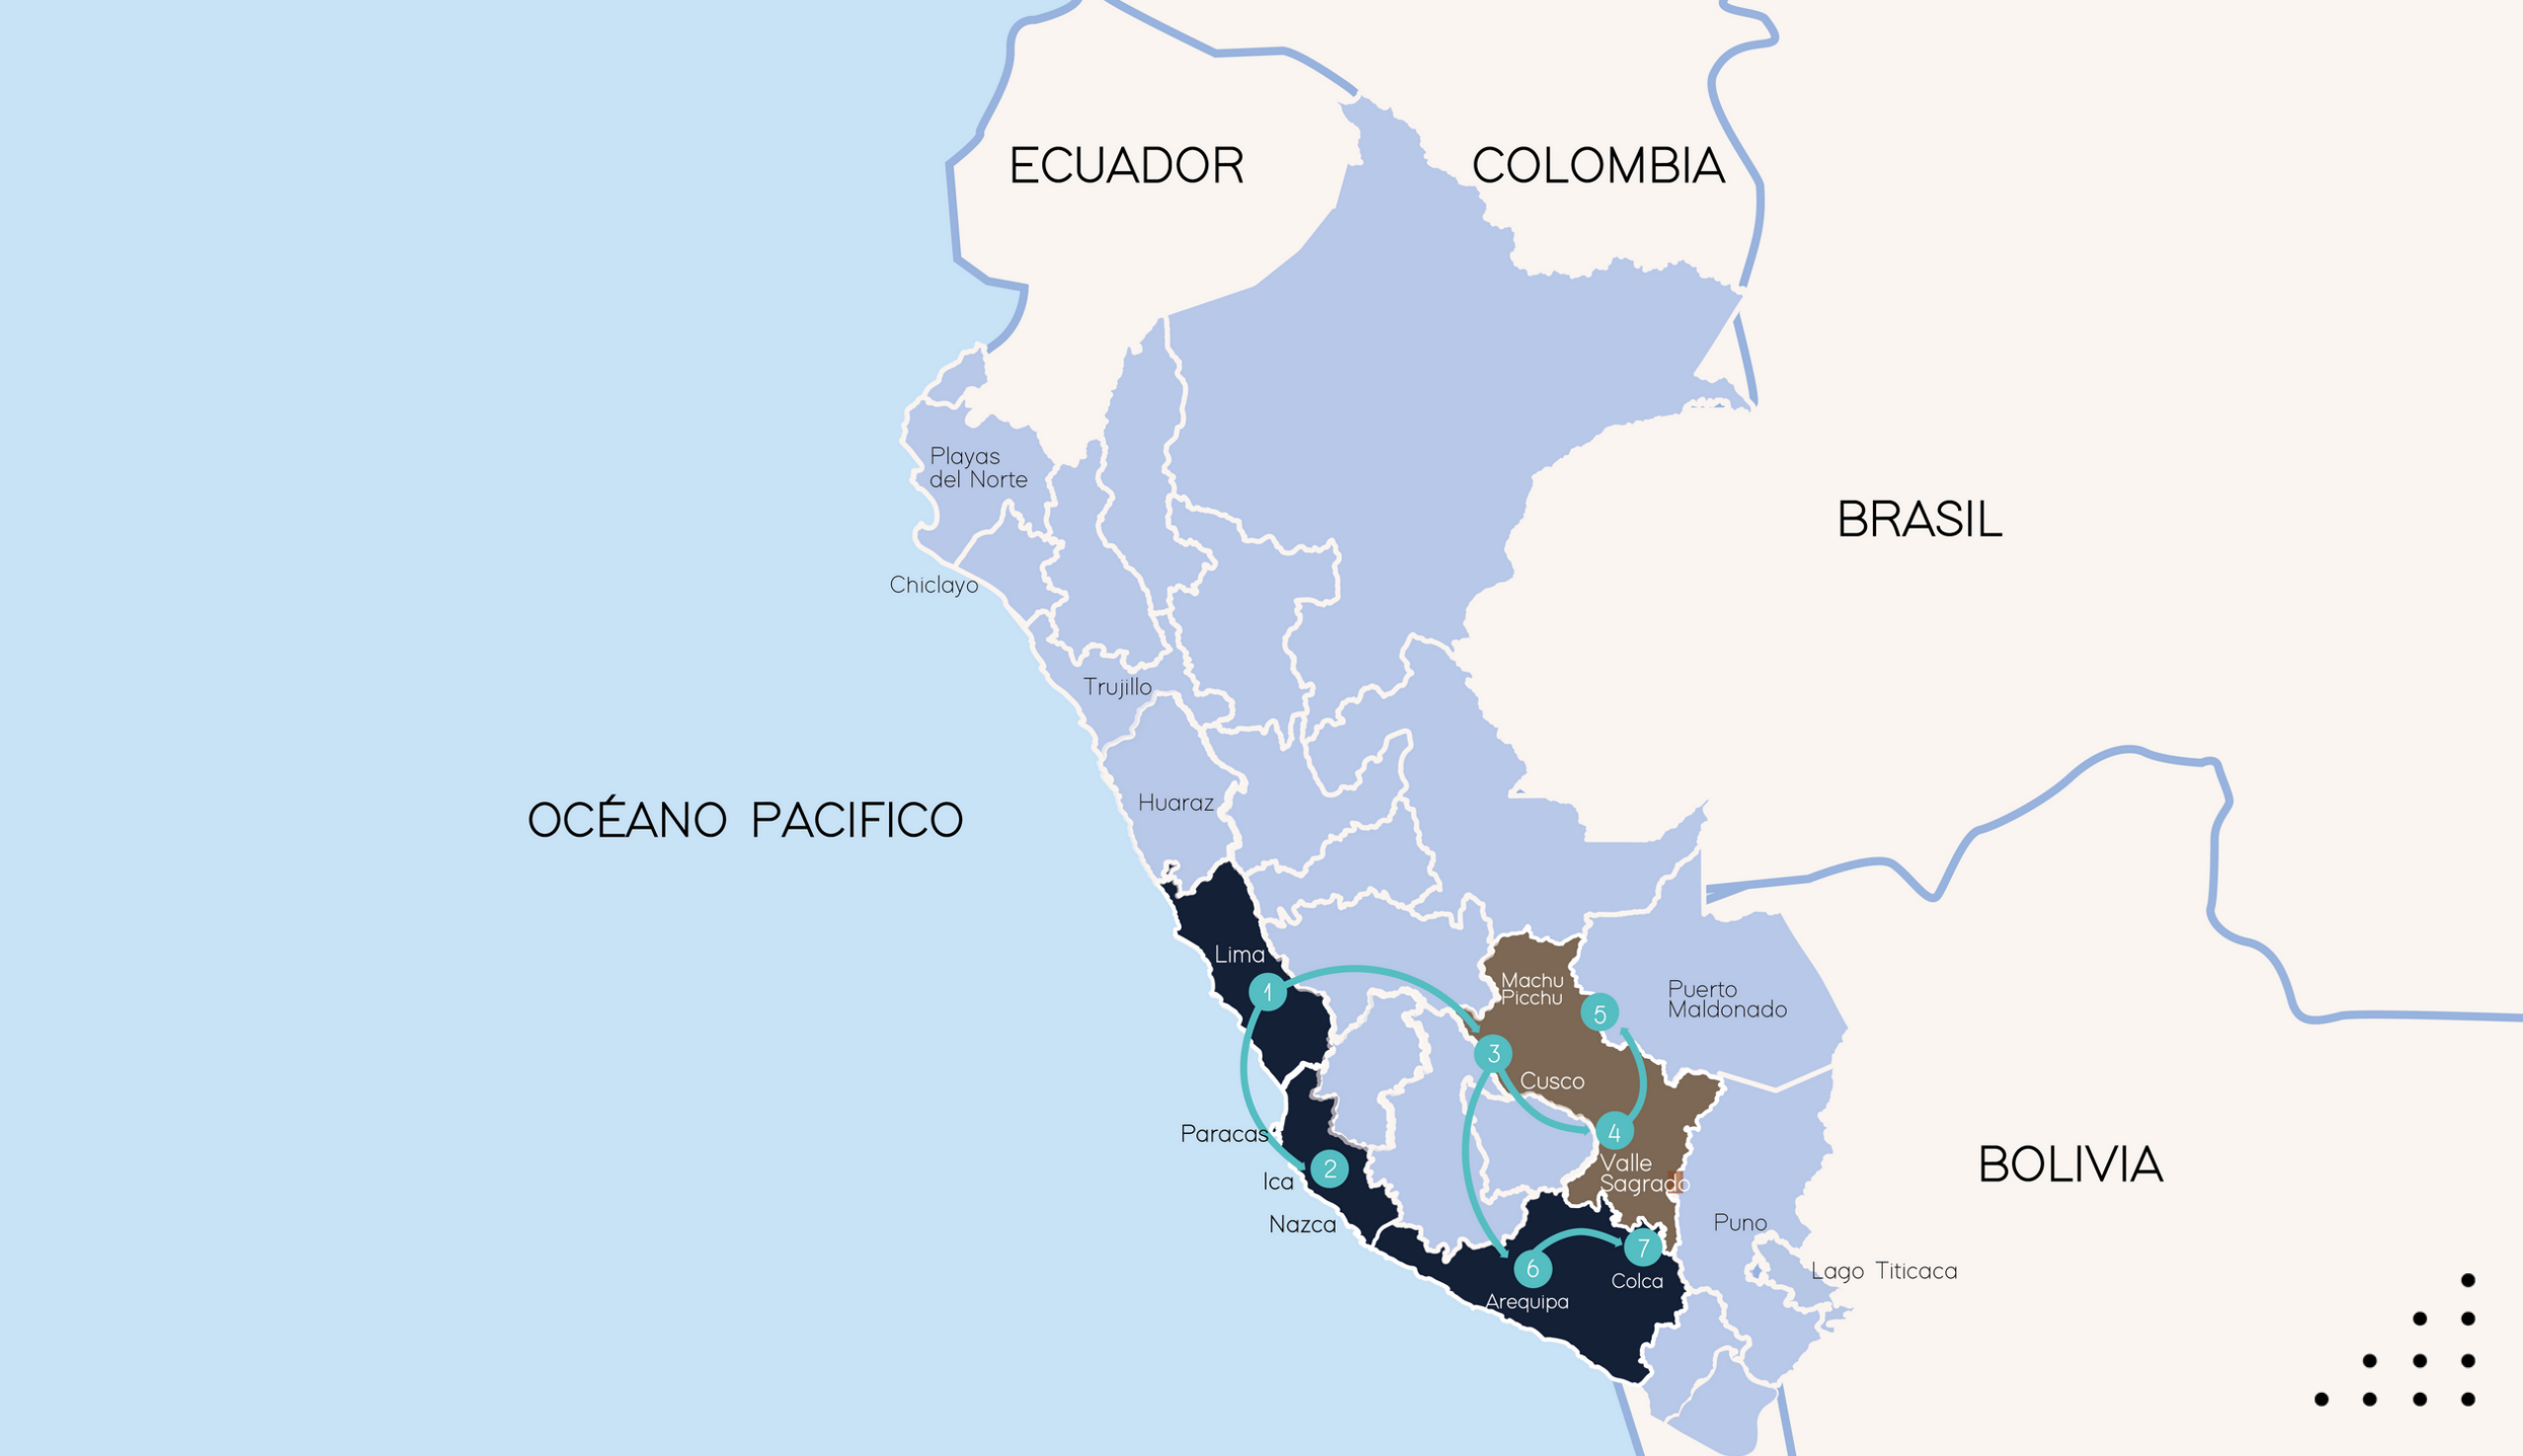 ECUADOR
COLOMBIA
Playas
del Norte
BRASIL
Chiclayo
Trujillo
Huaraz
OCÉANO PACIFICO
Lima
1
Machu
Picchu
5
Puerto
Maldonado
3
Cusco
Paracas
4
2
Ica
Valle
Sagrado
BOLIVIA
Nazca
Puno
6
7
Lago Titicaca
Arequipa
Colca